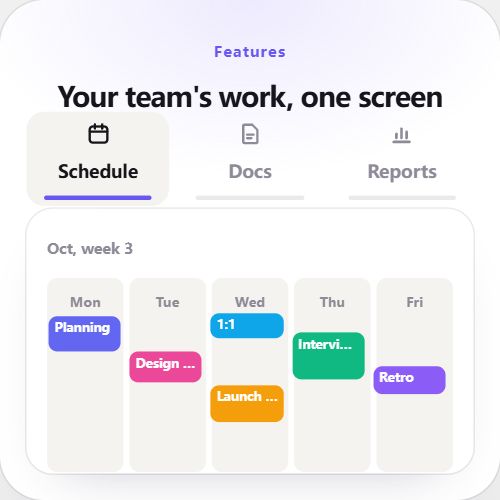 Features
Your team's work, one screen
Schedule
Docs
Reports
Oct, week 3
Mon
Tue
Wed
Thu
Fri
Planning
Design ...
1:1
Launch ...
Intervi...
Retro